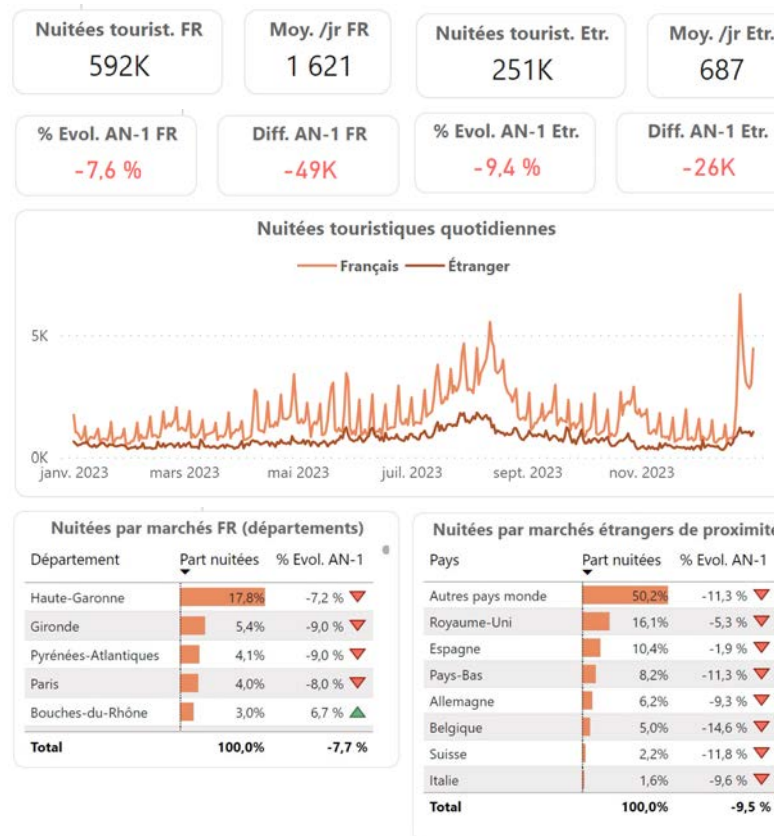 Nuitées tourist. FR
592K
Moy. /jr FR
1 621
Nuitées tourist. Etr.
251K
Moy. /jr Etr.
687
% Evol. AN-1 FR
-7,6 %
Diff. AN-1 FR
-49K
% Evol. AN-1 Etr.
-9,4 %
Diff. AN-1 Etr.
-26K
Nuitées touristiques quotidiennes
Français Étranger
5K
0K
janv. 2023 mars 2023 mai 2023 juil. 2023 sept. 2023 nov. 2023
Nuitées par marchés FR (départements)
Département Part nuitées % Evol. AN-1
Haute-Garonne 17,8% -7,2 %
Gironde 5,4% -9,0 %
Pyrénées-Atlantiques 4,1% -9,0 %
Paris 4,0% -8,0 %
Bouches-du-Rhône 3,0% 6,7 %
Total 100,0% -7,7 %
Nuitées par marchés étrangers de proximité
Pays Part nuitées % Evol. AN-1
Autres pays monde 50,2% -11,3 %
Royaume-Uni 16,1% -5,3 %
Espagne 10,4% -1,9 %
Pays-Bas 8,2% -11,3 %
Allemagne 6,2% -9,3 %
Belgique 5,0% -14,6 %
Suisse 2,2% -11,8 %
Italie 1,6% -9,6 %
Total 100,0% -9,5 %